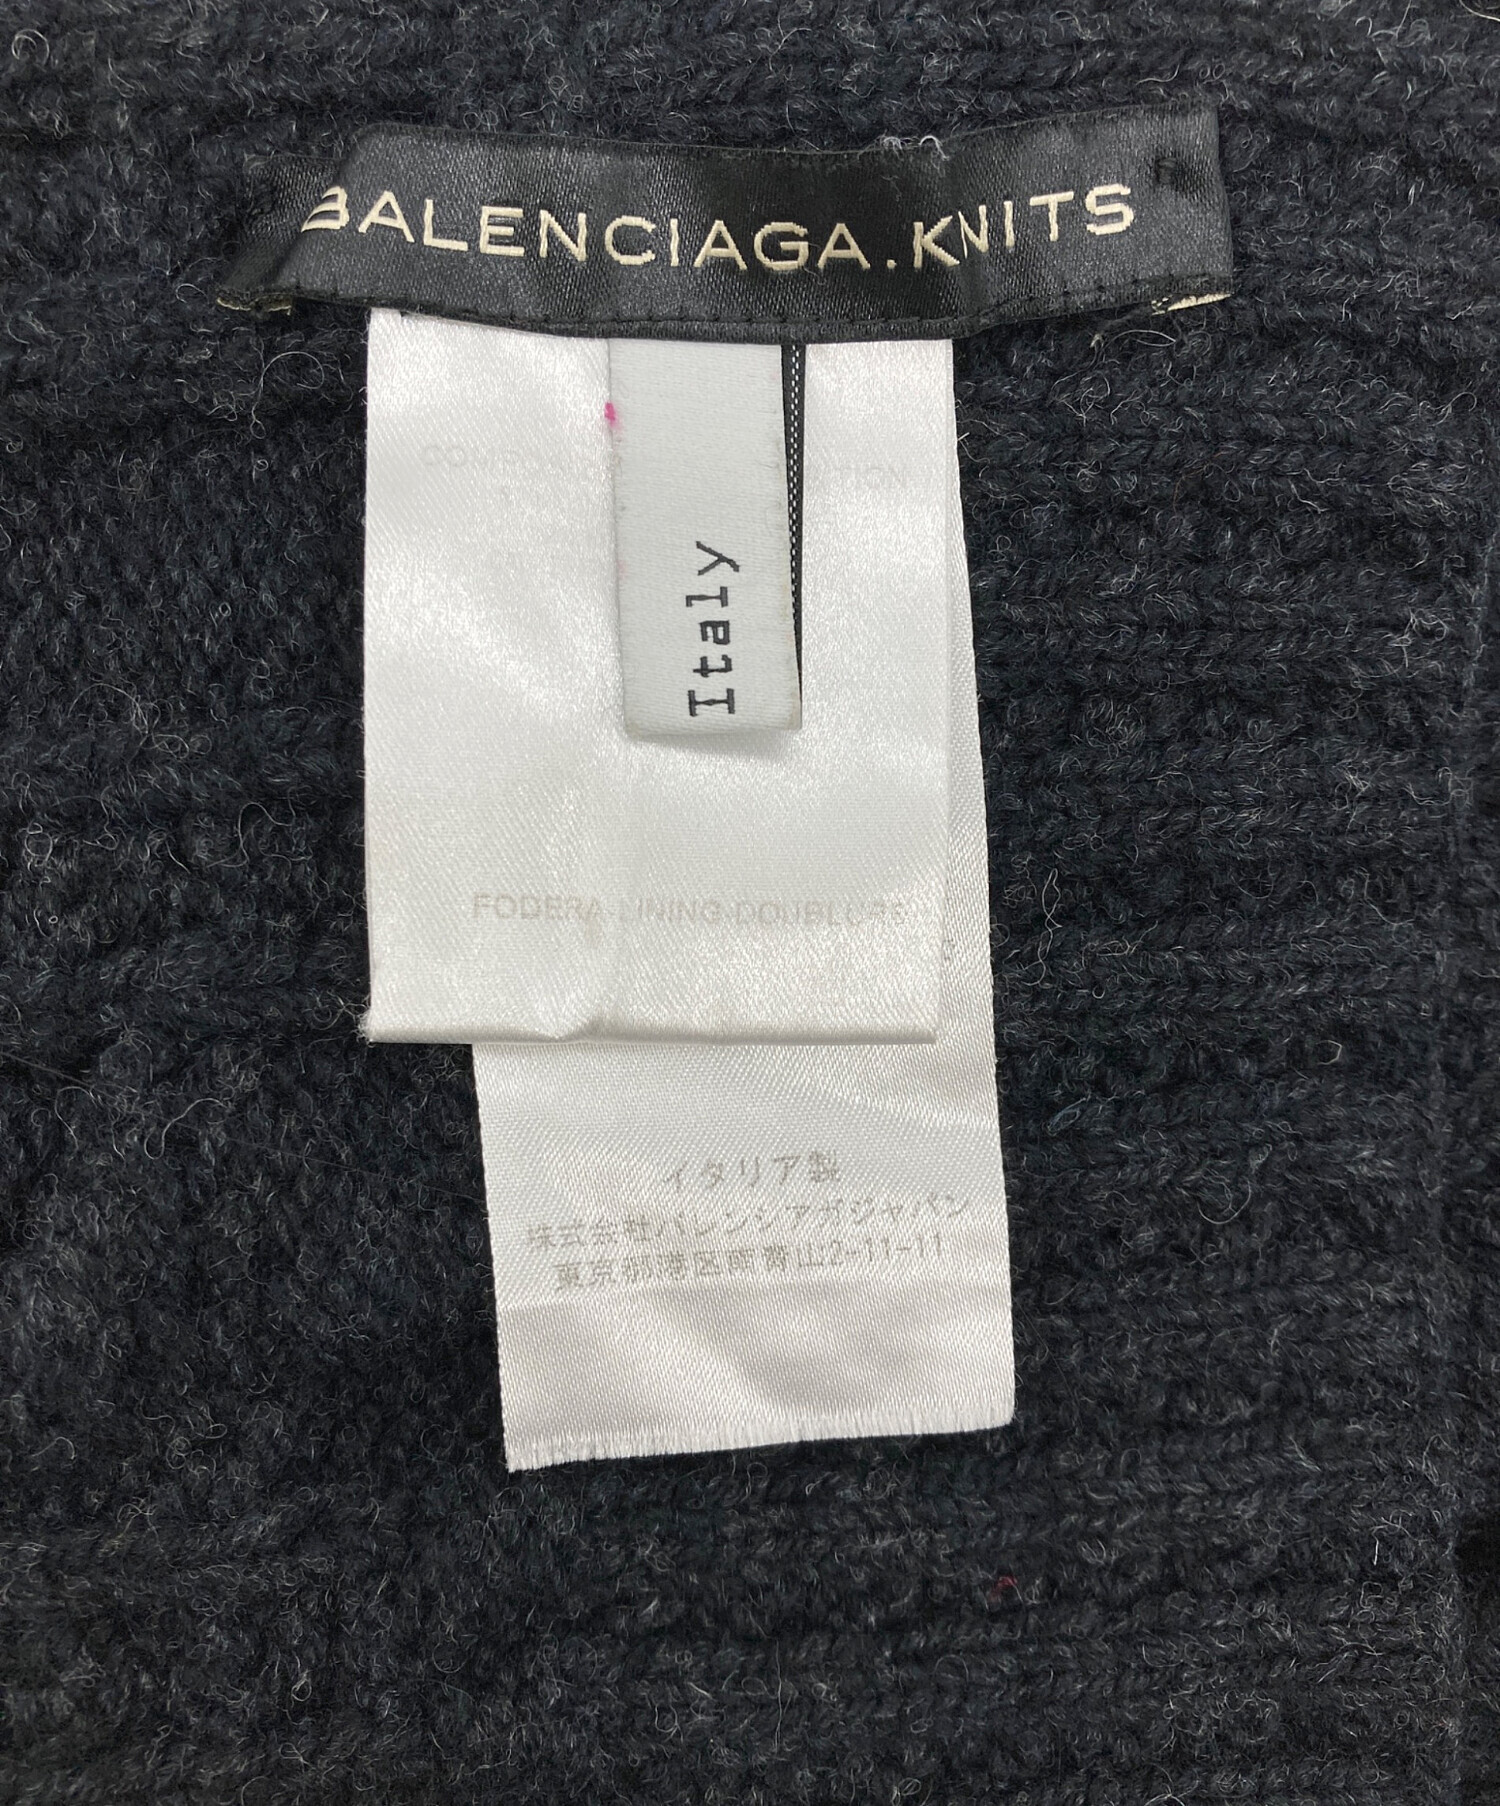 BALENCIAGA.KNITS
Italy
FODERA-LINING-DOUBLURE
イタリア製
株式会社バレンシアガジャパン
東京都港区南青山2-11-11